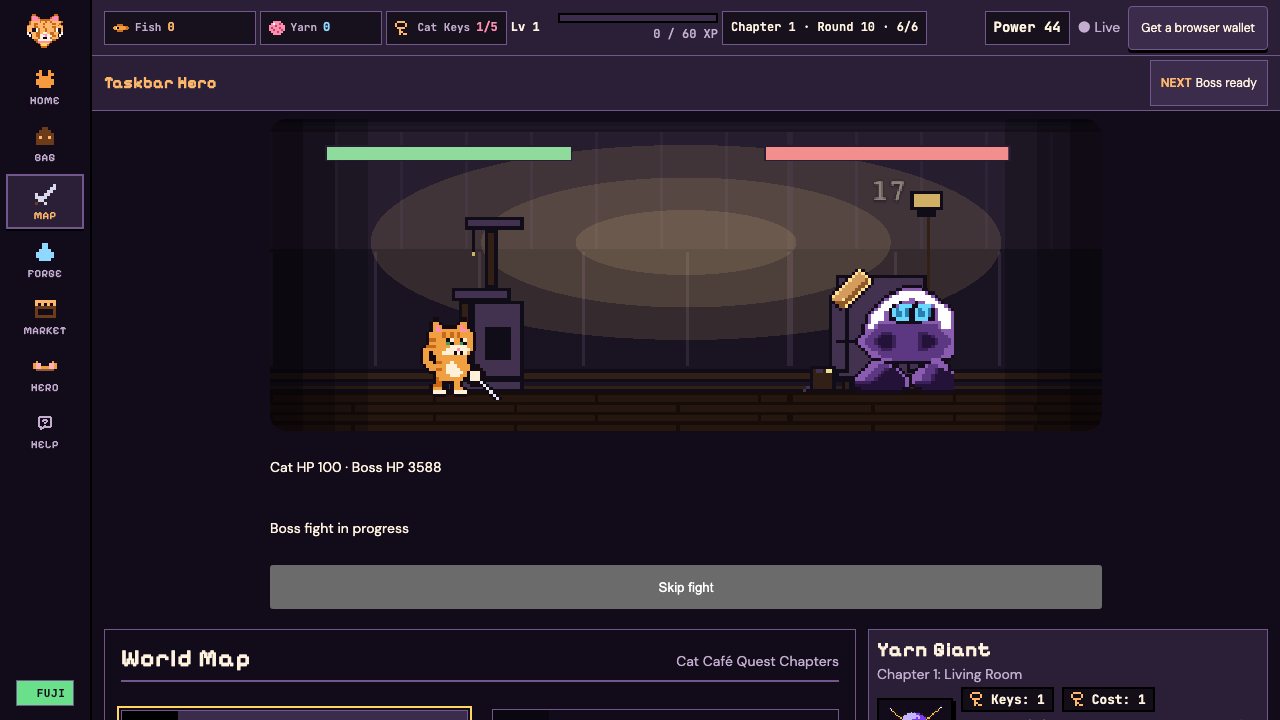 Fish 0
Yarn 0
Cat Keys 1/5
Lv 1
0 / 60 XP
Chapter 1 · Round 10 · 6/6
Power 44
Live
Get a browser wallet
HOME
BAG
MAP
FORGE
MARKET
HERO
HELP
FUJI
Taskbar Hero
NEXT Boss ready
17
Cat HP 100 · Boss HP 3588
Boss fight in progress
Skip fight
World Map
Cat Café Quest Chapters
Yarn Giant
Chapter 1: Living Room
Keys: 1
Cost: 1